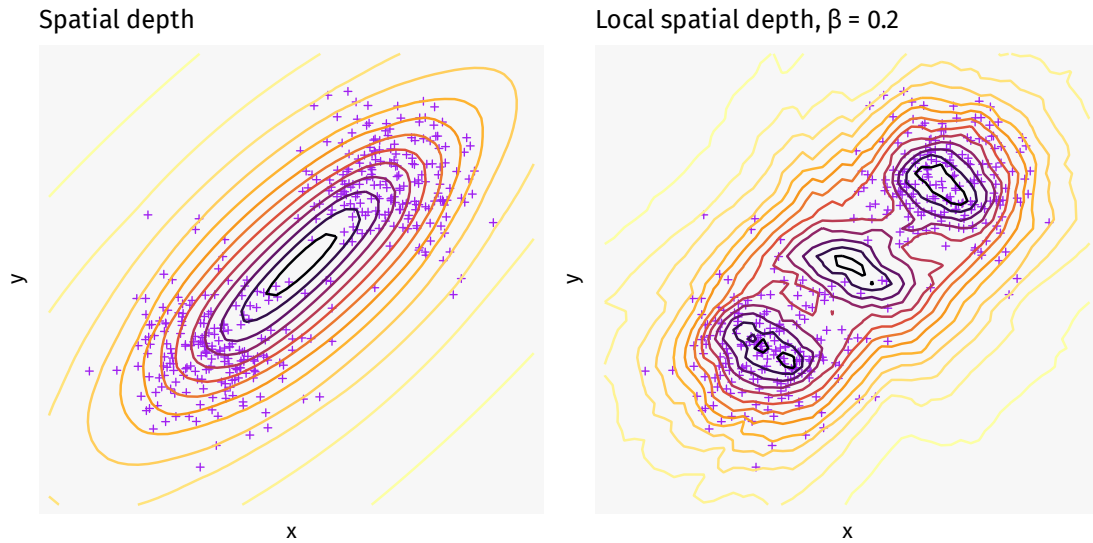 Spatial depth
Local spatial depth, β = 0.2
y
x
y
x